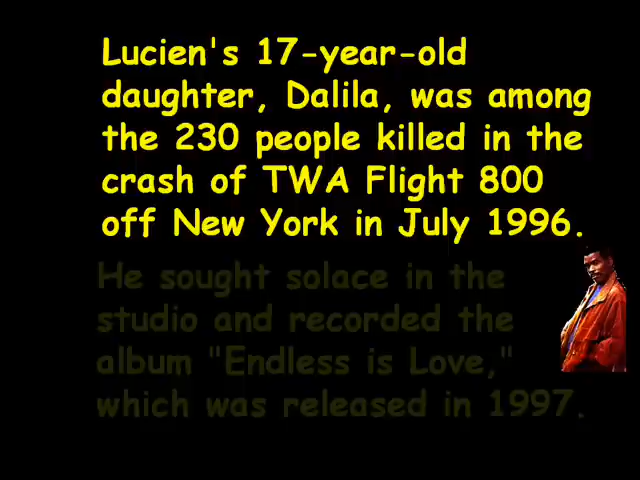 Lucien's 17-year-old
daughter, Dalila, was among
the 230 people killed in the
crash of TWA Flight 800
off New York in July 1996.
He sought solace in the
studio and recorded the
album "Endless is Love,"
which was released in 1997.